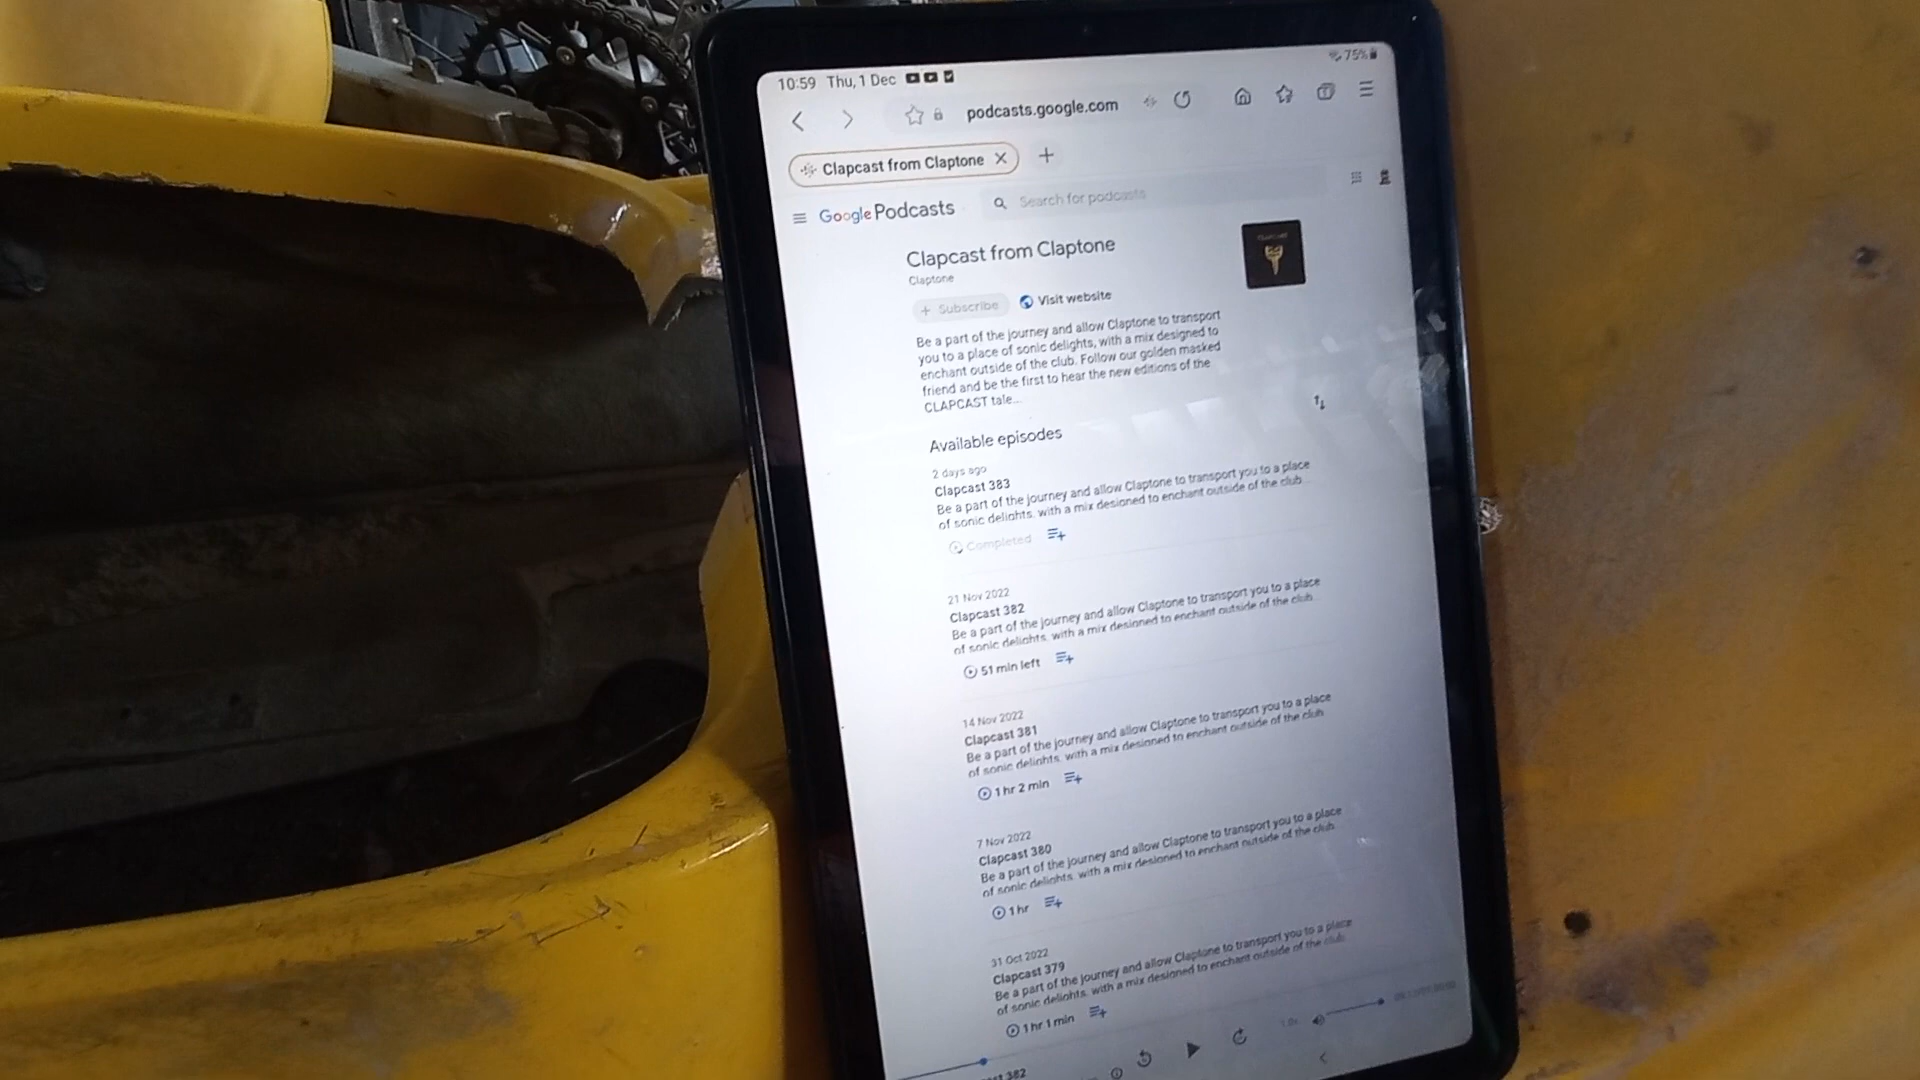 10:59 Thu, 1 Dec
75%
podcasts.google.com
Clapcast from Claptone
Google Podcasts
Search for podcasts
Clapcast from Claptone
Claptone
+ Subscribe
Visit website
Be a part of the journey and allow Claptone to transport
you to a place of sonic delights, with a mix designed to
enchant outside of the club. Follow our golden masked
friend and be the first to hear the new editions of the
CLAPCAST tale...
Available episodes
2 days ago
Clapcast 383
Be a part of the journey and allow Claptone to transport you to a place
of sonic delights, with a mix designed to enchant outside of the club
Completed
21 Nov 2022
Clapcast 382
Be a part of the journey and allow Claptone to transport you to a place
of sonic delights, with a mix designed to enchant outside of the club
51 min left
14 Nov 2022
Clapcast 381
Be a part of the journey and allow Claptone to transport you to a place
of sonic delights, with a mix designed to enchant outside of the club
1 hr 2 min
7 Nov 2022
Clapcast 380
Be a part of the journey and allow Claptone to transport you to a place
of sonic delights, with a mix designed to enchant outside of the club
1 hr
31 Oct 2022
Clapcast 379
Be a part of the journey and allow Claptone to transport you to a place
of sonic delights, with a mix designed to enchant outside of the club
1 hr 1 min
382